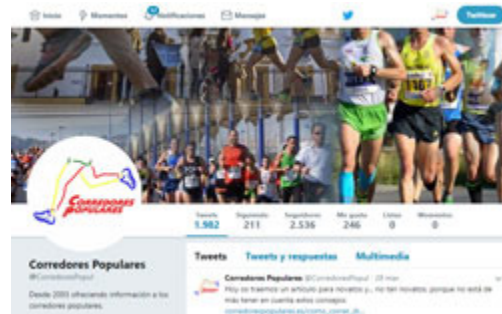 Inicio Momentos Notificaciones Mensajes Twittear
CORREDORES
POPULARES
Tweets Siguiendo Seguidores Me gusta Listas Momentos
1.982 211 2.536 246 0 0
Tweets Tweets y respuestas Multimedia
Corredores Populares
@CorredoresPopul
Desde 2001 ofreciendo información a los
corredores populares.
Corredores Populares @CorredoresPopul · 28 mar.
Hoy os traemos un artículo para novatos y... no tan novatos, porque no está de
más tener en cuenta estos consejos